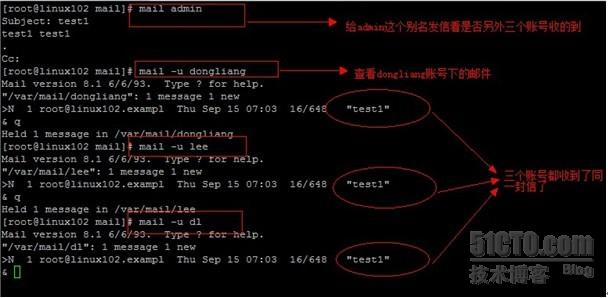 [root@linux102 mail]# mail admin
Subject: test1
test1 test1
.
Cc:
给admin这个别名发信看是否另外三个账号收的到
[root@linux102 mail]# mail -u dongliang
查看dongliang账号下的邮件
Mail version 8.1 6/6/93.  Type ? for help.
"/var/mail/dongliang": 1 message 1 new
>N  1 root@linux102.exampl  Thu Sep 15 07:03  16/648   "test1"
& q
Held 1 message in /var/mail/dongliang
[root@linux102 mail]# mail -u lee
Mail version 8.1 6/6/93.  Type ? for help.
"/var/mail/lee": 1 message 1 new
>N  1 root@linux102.exampl  Thu Sep 15 07:03  16/648   "test1"
三个账号都收到了同
一封信了
& q
Held 1 message in /var/mail/lee
[root@linux102 mail]# mail -u dl
Mail version 8.1 6/6/93.  Type ? for help.
"/var/mail/dl": 1 message 1 new
>N  1 root@linux102.exampl  Thu Sep 15 07:03  16/648   "test1"
&
51CTO.com
技术博客 Blog